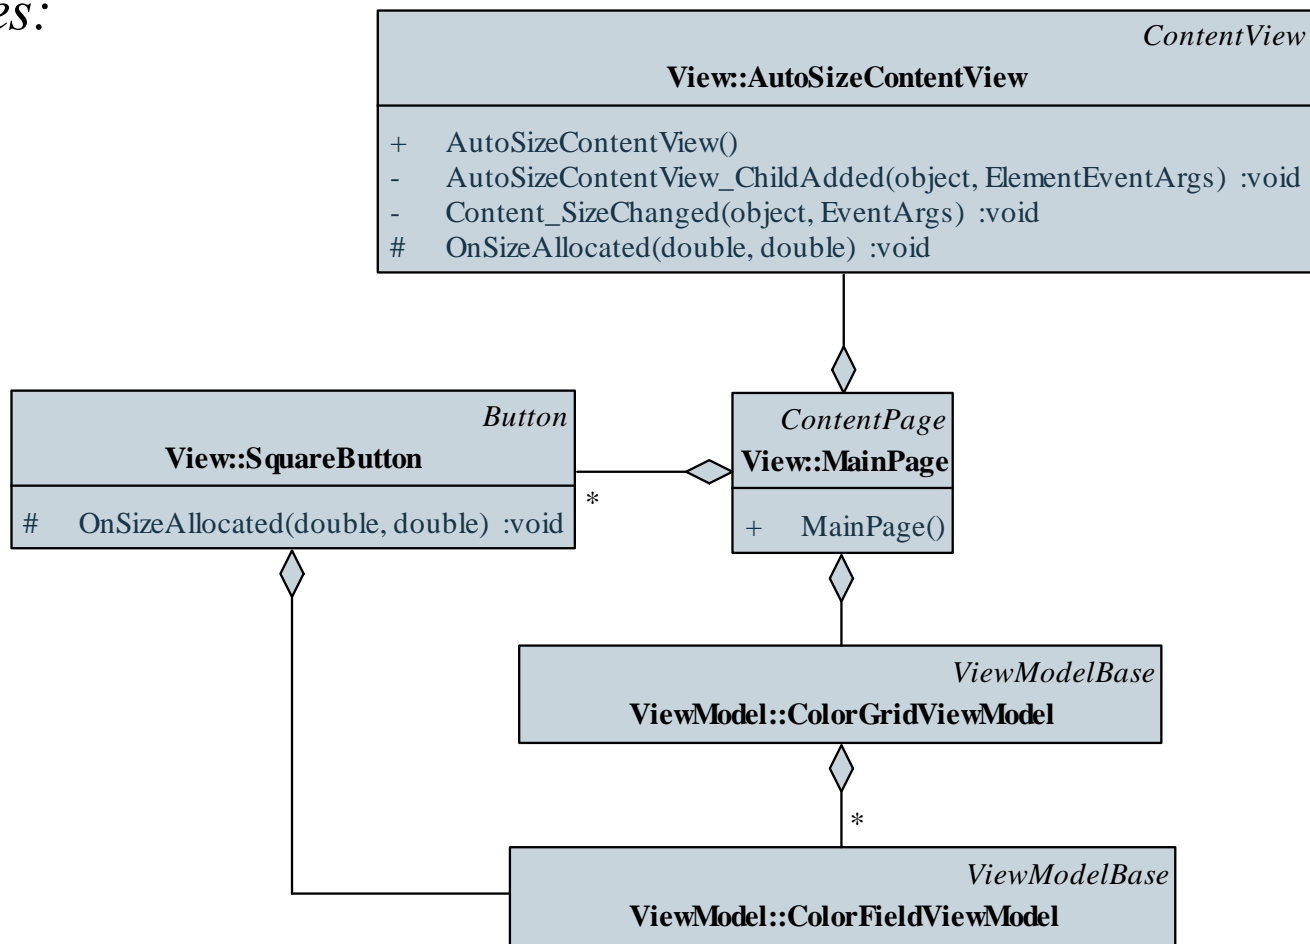 es:
ContentView
View::AutoSizeContentView
+ AutoSizeContentView()
- AutoSizeContentView_ChildAdded(object, ElementEventArgs) :void
- Content_SizeChanged(object, EventArgs) :void
# OnSizeAllocated(double, double) :void
Button
View::SquareButton
# OnSizeAllocated(double, double) :void
*
ContentPage
View::MainPage
+ MainPage()
ViewModelBase
ViewModel::ColorGridViewModel
*
ViewModelBase
ViewModel::ColorFieldViewModel